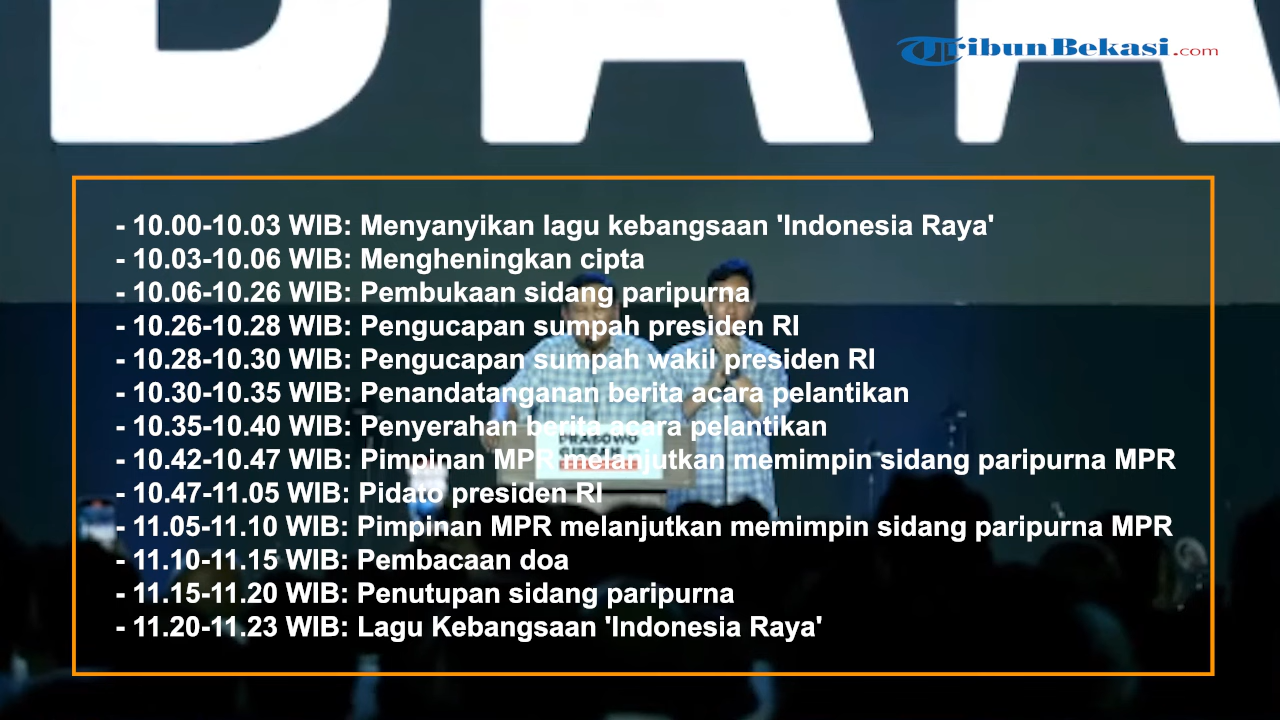 TribunBekasi.com
- 10.00-10.03 WIB: Menyanyikan lagu kebangsaan 'Indonesia Raya'
- 10.03-10.06 WIB: Mengheningkan cipta
- 10.06-10.26 WIB: Pembukaan sidang paripurna
- 10.26-10.28 WIB: Pengucapan sumpah presiden RI
- 10.28-10.30 WIB: Pengucapan sumpah wakil presiden RI
- 10.30-10.35 WIB: Penandatanganan berita acara pelantikan
- 10.35-10.40 WIB: Penyerahan berita acara pelantikan
PRABOWO
- 10.42-10.47 WIB: Pimpinan MPR melanjutkan memimpin sidang paripurna MPR
- 10.47-11.05 WIB: Pidato presiden RI
- 11.05-11.10 WIB: Pimpinan MPR melanjutkan memimpin sidang paripurna MPR
- 11.10-11.15 WIB: Pembacaan doa
- 11.15-11.20 WIB: Penutupan sidang paripurna
- 11.20-11.23 WIB: Lagu Kebangsaan 'Indonesia Raya'